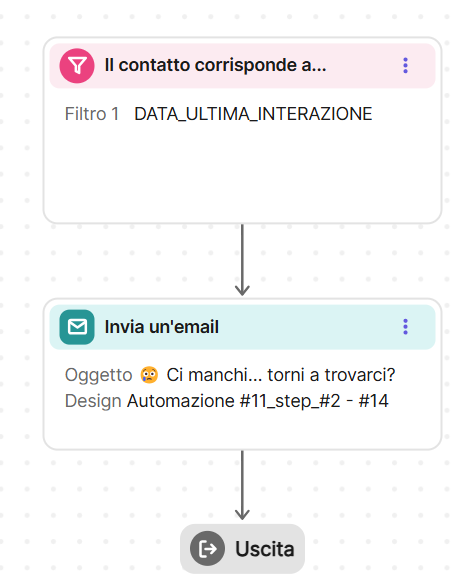 Il contatto corrisponde a...
Filtro 1 DATA_ULTIMA_INTERAZIONE
Invia un'email
Oggetto 😰 Ci manchi... torni a trovarci?
Design Automazione #11_step_#2 - #14
Uscita